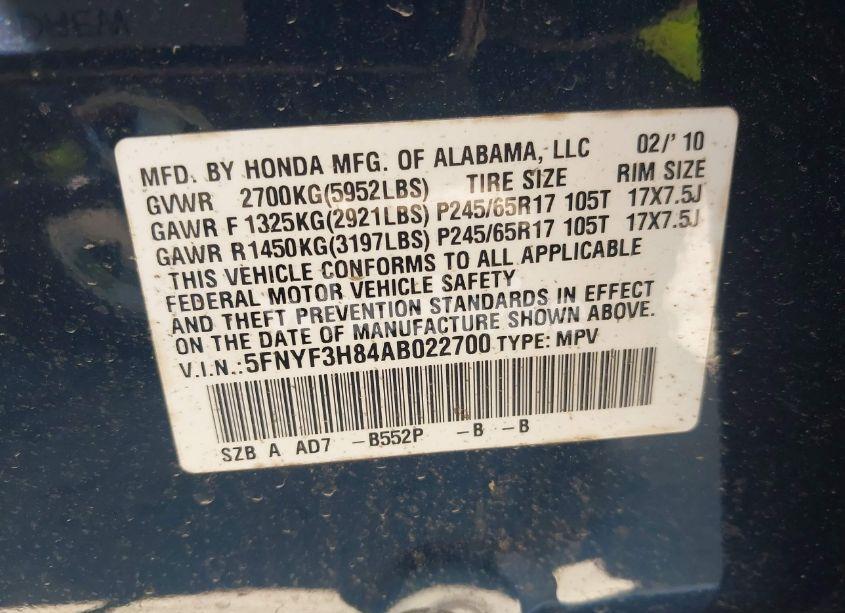 MFD. BY HONDA MFG. OF ALABAMA, LLC 02/' 10
GVWR 2700KG(5952LBS) TIRE SIZE RIM SIZE
GAWR F 1325KG(2921LBS) P245/65R17 105T 17X7.5J
GAWR R1450KG(3197LBS) P245/65R17 105T 17X7.5J
THIS VEHICLE CONFORMS TO ALL APPLICABLE
FEDERAL MOTOR VEHICLE SAFETY
AND THEFT PREVENTION STANDARDS IN EFFECT
ON THE DATE OF MANUFACTURE SHOWN ABOVE.
V.I.N.:5FNYF3H84AB022700 TYPE: MPV
SZB A AD7 -B552P -B -B